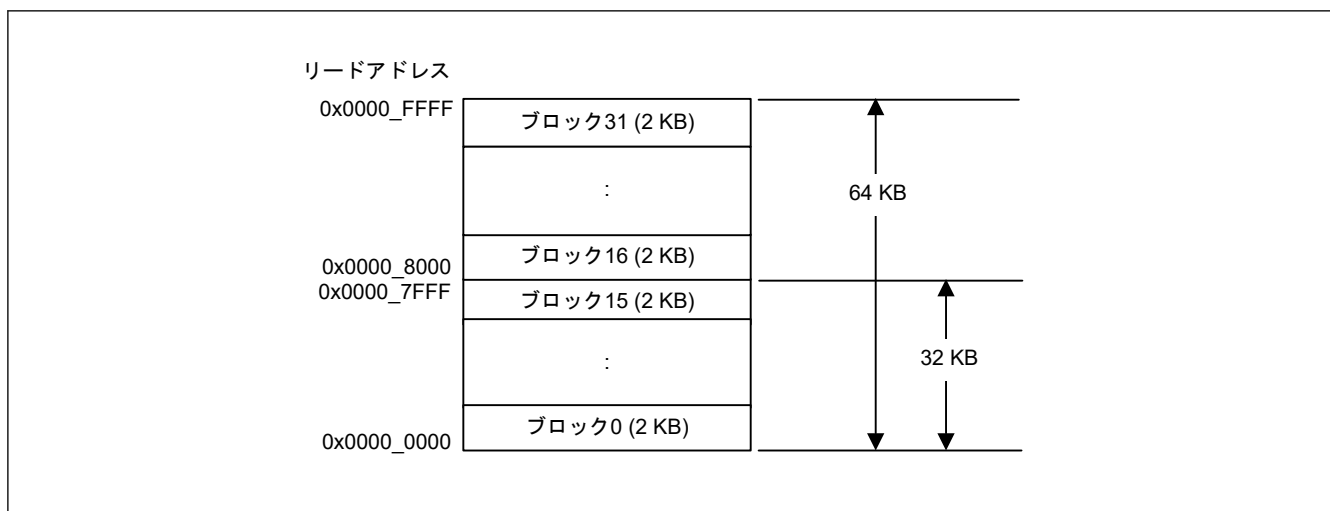 リードアドレス
0x0000_FFFF
ブロック31 (2 KB)
:
64 KB
ブロック16 (2 KB)
0x0000_8000
0x0000_7FFF
ブロック15 (2 KB)
:
32 KB
ブロック0 (2 KB)
0x0000_0000